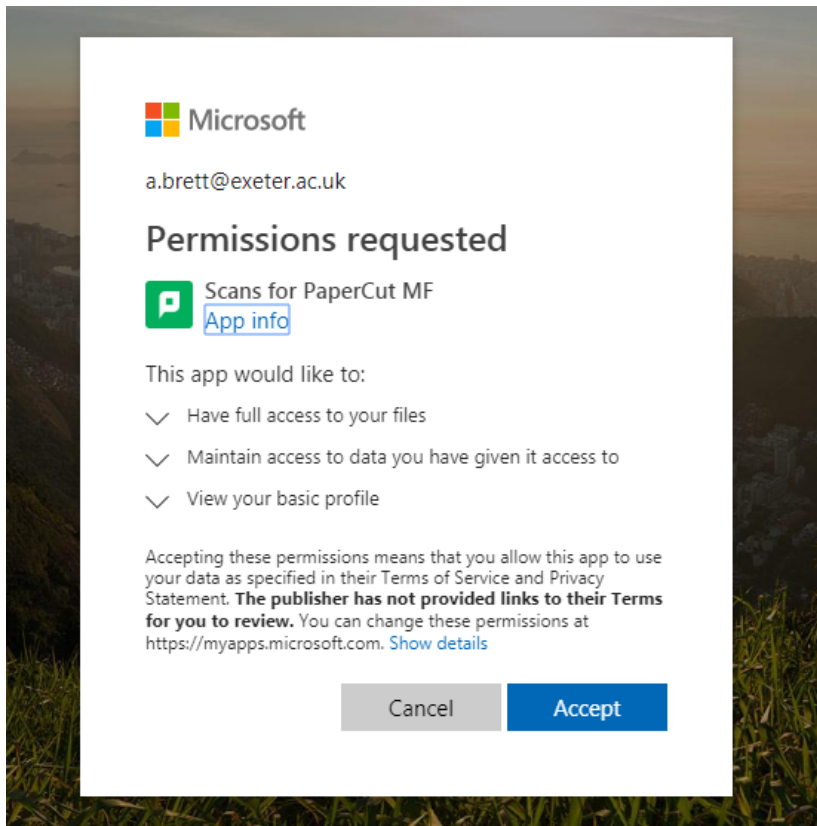 Microsoft
a.brett@exeter.ac.uk
Permissions requested
Scans for PaperCut MF
App info
This app would like to:
Have full access to your files
Maintain access to data you have given it access to
View your basic profile
Accepting these permissions means that you allow this app to use
your data as specified in their Terms of Service and Privacy
Statement. The publisher has not provided links to their Terms
for you to review. You can change these permissions at
https://myapps.microsoft.com. Show details
Cancel Accept